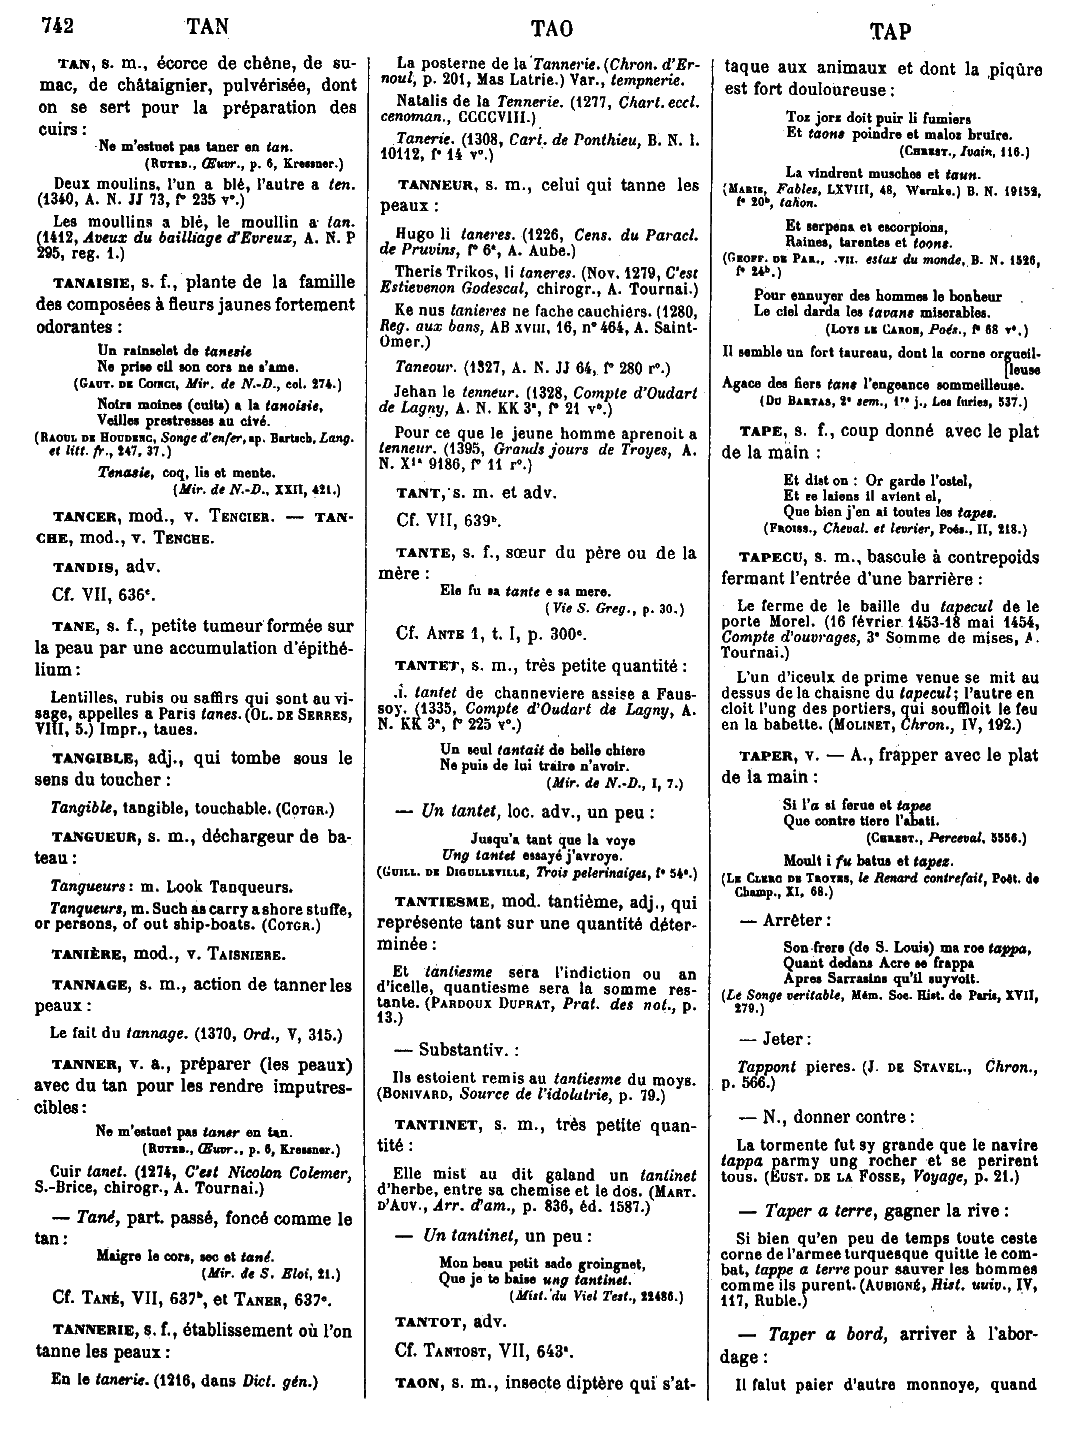 742 TAN TAO TAP
TAN, s. m., écorce de chêne, de su-
mac, de châtaignier, pulvérisée, dont
on se sert pour la préparation des
cuirs :
Ne m'estuet pas taner en tan.
(RUTEB., Œuvr., p. 6, Kressner.)
Deux moulins, l'un a blé, l'autre a ten.
(1340, A. N. JJ 73, f° 235 v°.)
Les moullins a blé, le moullin a tan.
(1412, Aveux du bailliage d'Evreux, A. N. P
295, reg. 1.)
TANAISIE, s. f., plante de la famille
des composées à fleurs jaunes fortement
odorantes :
Un rainselet de tanesie
Ne prise cil son cors ne s'ame.
(GAUT. DE COINCI, Mir. de N.-D., col. 274.)
Noirs moines (cuits) a la tanoisie,
Veilles prestresses au civé.
(RAOUL DE HOUDENC, Songe d'enfer, ap. Bartsch, Lang.
et litt. fr., 247, 37.)
Tenasie, coq, lis et mente.
(Mir. de N.-D., XXII, 421.)
TANCER, mod., v. TENCIER. — TAN-
CHE, mod., v. TENCHE.
TANDIS, adv.
Cf. VII, 636c.
TANE, s. f., petite tumeur formée sur
la peau par une accumulation d'épithé-
lium :
Lentilles, rubis ou saffirs qui sont au vi-
sage, appelles a Paris tanes. (OL. DE SERRES,
VIII, 5.) Impr., taues.
TANGIBLE, adj., qui tombe sous le
sens du toucher :
Tangible, tangible, touchable. (COTGR.)
TANGUEUR, s. m., déchargeur de ba-
teau :
Tangueurs : m. Look Tanqueurs.
Tanqueurs, m. Such as carry a shore stuffe,
or persons, of out ship-boats. (COTGR.)
TANIÈRE, mod., v. TAISNIERE.
TANNAGE, s. m., action de tanner les
peaux :
Le fait du tannage. (1370, Ord., V, 315.)
TANNER, v. a., préparer (les peaux)
avec du tan pour les rendre imputres-
cibles :
Ne m'estuet pas taner en tan.
(RUTEB., Œuvr., p. 6, Kressner.)
Cuir tanet. (1274, C'est Nicolon Colemer,
S.-Brice, chirogr., A. Tournai.)
— Tané, part. passé, foncé comme le
tan :
Maigre le cors, sec et tané.
(Mir. de S. Eloi, 21.)
Cf. TANÉ, VII, 637b, et TANER, 637c.
TANNERIE, s. f., établissement où l'on
tanne les peaux :
En le tanerie. (1216, dans Dict. gén.)
La posterne de la Tannerie. (Chron. d'Er-
noul, p. 201, Mas Latrie.) Var., tempnerie.
Natalis de la Tennerie. (1277, Chart. eccl.
cenoman., CCCCVIII.)
Tanerie. (1308, Cart. de Ponthieu, B. N. l.
10112, f° 14 v°.)
TANNEUR, s. m., celui qui tanne les
peaux :
Hugo li taneres. (1226, Cens. du Paracl.
de Pruvins, f° 6a, A. Aube.)
Theris Trikos, li taneres. (Nov. 1279, C'est
Estievenon Godescal, chirogr., A. Tournai.)
Ke nus tanieres ne fache cauchiers. (1280,
Reg. aux bans, AB XVIII, 16, n° 464, A. Saint-
Omer.)
Taneour. (1327, A. N. JJ 64, f° 280 r°.)
Jehan le tenneur. (1328, Compte d'Oudart
de Lagny, A. N. KK 3a, f° 21 v°.)
Pour ce que le jeune homme aprenoit a
tenneur. (1395, Grands jours de Troyes, A.
N. X1a 9186, f° 11 r°.)
TANT, s. m. et adv.
Cf. VII, 639b.
TANTE, s. f., sœur du père ou de la
mère :
Ele fu sa tante e sa mere.
(Vie S. Greg., p. 30.)
Cf. ANTE 1, t. I, p. 300c.
TANTET, s. m., très petite quantité :
.i. tantet de channeviere assise a Faus-
soy. (1335, Compte d'Oudart de Lagny, A.
N. KK 3a, f° 225 v°.)
Un seul tantait de belle chiere
Ne puis de lui traire n'avoir.
(Mir. de N.-D., I, 7.)
— Un tantet, loc. adv., un peu :
Jusqu'a tant que la voye
Ung tantet essayé j'avroye.
(GUILL. DE DIGULLEVILLE, Trois pelerinaiges, f° 54a.)
TANTIESME, mod. tantième, adj., qui
représente tant sur une quantité déter-
minée :
Et tantiesme sera l'indiction ou an
d'icelle, quantiesme sera la somme res-
tante. (PARDOUX DUPRAT, Prat. des not., p.
13.)
— Substantiv. :
Ils estoient remis au tantiesme du moys.
(BONIVARD, Source de l'idolatrie, p. 79.)
TANTINET, s. m., très petite quan-
tité :
Elle mist au dit galand un tantinet
d'herbe, entre sa chemise et le dos. (MART.
D'AUV., Arr. d'am., p. 836, éd. 1587.)
— Un tantinet, un peu :
Mon beau petit sade groingnet,
Que je te baise ung tantinet.
(Mist. du Viel Test., 22486.)
TANTOT, adv.
Cf. TANTOST, VII, 643a.
TAON, s. m., insecte diptère qui s'at-
taque aux animaux et dont la piqûre
est fort douloureuse :
Toz jorz doit puir li fumiers
Et taons poindre et maloz bruire.
(CHREST., Ivain, 116.)
La vindrent musches et taun.
(MARIE, Fables, LXVIII, 48, Warnke.) B. N. 19152,
f° 20b, tahon.
Et serpens et escorpions,
Raines, tarentes et toons.
(GEOFF. DE PAR., .VII. estaz du monde, B. N. 1526,
f° 24b.)
Pour ennuyer des hommes le bonheur
Le ciel darda les tavans miserables.
(LOYS LE CARON, Poés., f° 68 v°.)
Il semble un fort taureau, dont la corne orgueil-
[leuse
Agace des fiers tans l'engeance sommeilleuse.
(DU BARTAS, 2e sem., 1re j., Les furies, 537.)
TAPE, s. f., coup donné avec le plat
de la main :
Et dist on : Or garde l'ostel,
Et se laiens il avient el,
Que bien j'en ai toutes les tapes.
(FROISS., Cheval. et levrier, Poés., II, 218.)
TAPECU, s. m., bascule à contrepoids
fermant l'entrée d'une barrière :
Le ferme de le baille du tapecul de le
porte Morel. (16 février 1453-18 mai 1454,
Compte d'ouvrages, 3e Somme de mises, A.
Tournai.)
L'un d'iceulx de prime venue se mit au
dessus de la chaisne du tapecul ; l'autre en
cloit l'ung des portiers, qui souffloit le feu
en la babette. (MOLINET, Chron., IV, 192.)
TAPER, v. — A., frapper avec le plat
de la main :
Si l'a si ferue et tapee
Que contre tiere l'abati.
(CHREST., Perceval, 5556.)
Moult i fu batus et tapez.
(LE CLERC DE TROYES, le Renard contrefait, Poët. de
Champ., XI, 68.)
— Arrêter :
Son frere (de S. Louis) ma roe tappa,
Quant dedans Acre se frappa
Apres Sarrasins qu'il suyvoit.
(Le Songe veritable, Mém. Soc. Hist. de Paris, XVII,
279.)
— Jeter :
Tappont pieres. (J. DE STAVEL., Chron.,
p. 566.)
— N., donner contre :
La tormente fut sy grande que le navire
tappa parmy ung rocher et se perirent
tous. (EUST. DE LA FOSSE, Voyage, p. 21.)
— Taper a terre, gagner la rive :
Si bien qu'en peu de temps toute ceste
corne de l'armee turquesque quitte le com-
bat, tappe a terre pour sauver les hommes
comme ils purent. (AUBIGNÉ, Hist. univ., IV,
117, Ruble.)
— Taper a bord, arriver à l'abor-
dage :
Il falut paier d'autre monnoye, quand